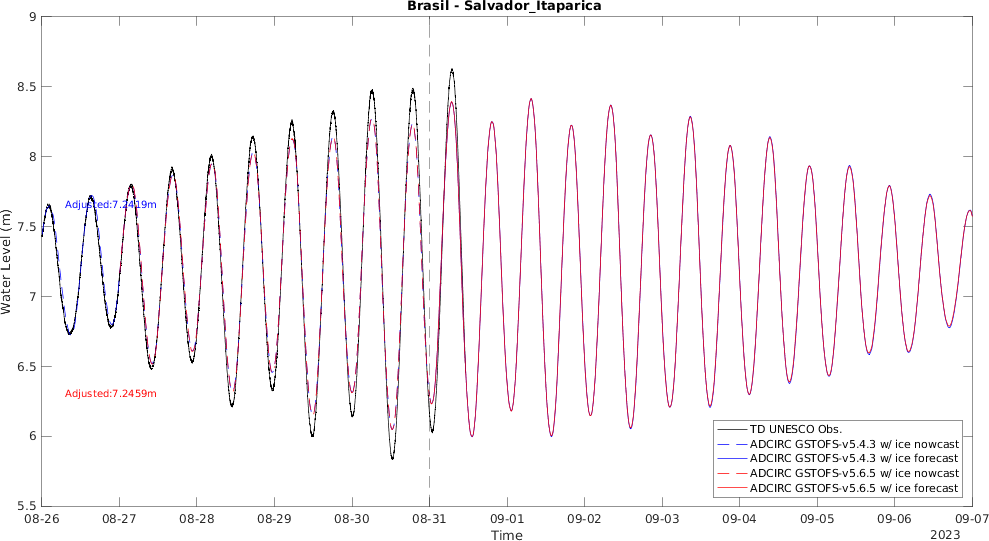 Brasil - Salvador_Itaparica
9
8.5
8
7.5
7
6.5
6
5.5
Water Level (m)
Adjusted:7.2419m
Adjusted:7.2459m
TD UNESCO Obs.
ADCIRC GSTOFS-v5.4.3 w/ ice nowcast
ADCIRC GSTOFS-v5.4.3 w/ ice forecast
ADCIRC GSTOFS-v5.6.5 w/ ice nowcast
ADCIRC GSTOFS-v5.6.5 w/ ice forecast
08-26 08-27 08-28 08-29 08-30 08-31 09-01 09-02 09-03 09-04 09-05 09-06 09-07
Time
2023